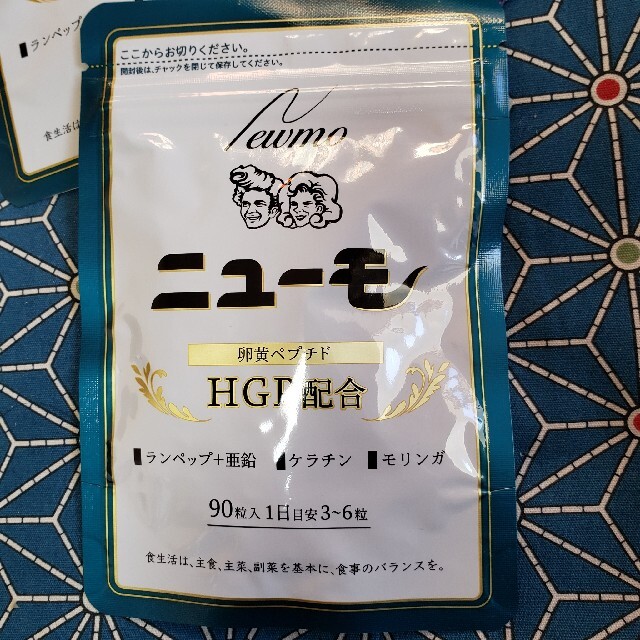 ここからお切りください。
開封後は、チャックを閉じて保存してください。
Newmo
ニューモ
卵黄ペプチド
HGP配合
ランペップ+亜鉛 ケラチン モリンガ
90粒入 1日目安 3~6粒
食生活は、主食、主菜、副菜を基本に、食事のバランスを。
ランペップ
食生活は